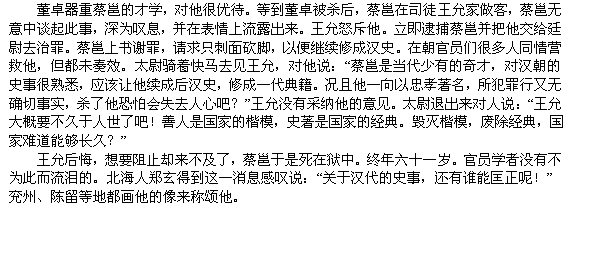 董卓器重蔡邕的才学，对他很优待。等到董卓被杀后，蔡邕在司徒王允家做客，蔡邕无
意中谈起此事，深为叹息，并在表情上流露出来。王允怒斥他。立即逮捕蔡邕并把他交给廷
尉去治罪。蔡邕上书谢罪，请求只刺面砍脚，以便继续修成汉史。在朝官员们很多人同情营
救他，但都未奏效。太尉骑着快马去见王允，对他说：“蔡邕是当代少有的奇才，对汉朝的
史事很熟悉，应该让他续成后汉史，修成一代典籍。况且他一向以忠孝著名，所犯罪行又无
确切事实，杀了他恐怕会失去人心吧？”王允没有采纳他的意见。太尉退出来对人说：“王允
大概要不久于人世了吧！善人是国家的楷模，史著是国家的经典。毁灭楷模，废除经典，国
家难道能够长久？”
王允后悔，想要阻止却来不及了，蔡邕于是死在狱中。终年六十一岁。官员学者没有不
为此而流泪的。北海人郑玄得到这一消息感叹说：“关于汉代的史事，还有谁能匡正呢！”
兖州、陈留等地都画他的像来称颂他。